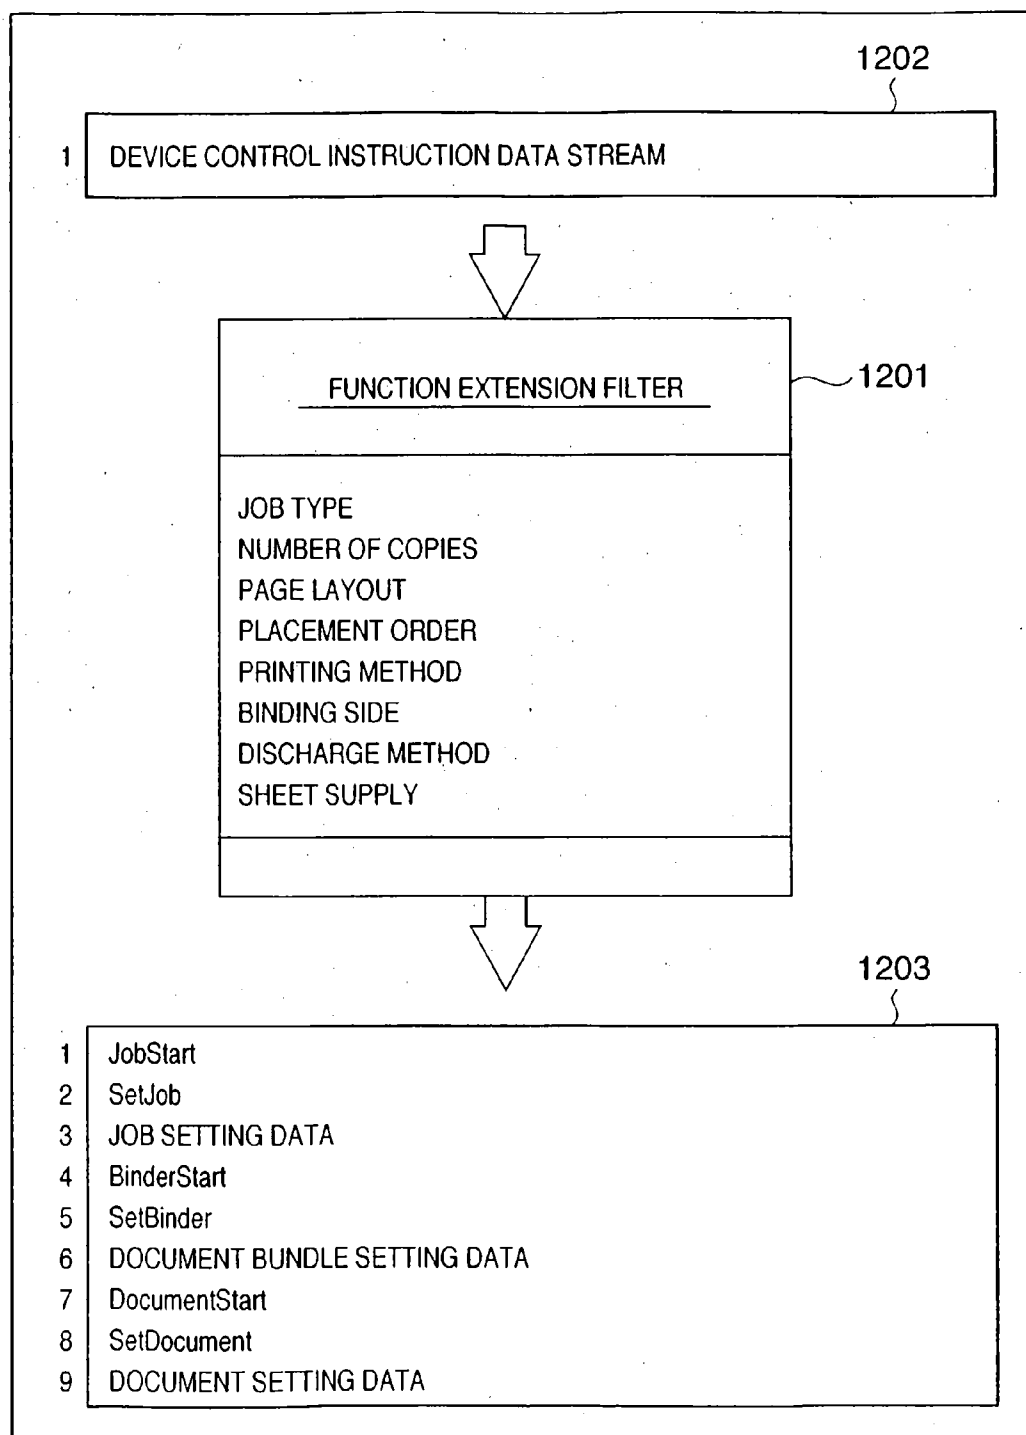 1202
1 DEVICE CONTROL INSTRUCTION DATA STREAM
FUNCTION EXTENSION FILTER
1201
JOB TYPE
NUMBER OF COPIES
PAGE LAYOUT
PLACEMENT ORDER
PRINTING METHOD
BINDING SIDE
DISCHARGE METHOD
SHEET SUPPLY
1203
1 JobStart
2 SetJob
3 JOB SETTING DATA
4 BinderStart
5 SetBinder
6 DOCUMENT BUNDLE SETTING DATA
7 DocumentStart
8 SetDocument
9 DOCUMENT SETTING DATA